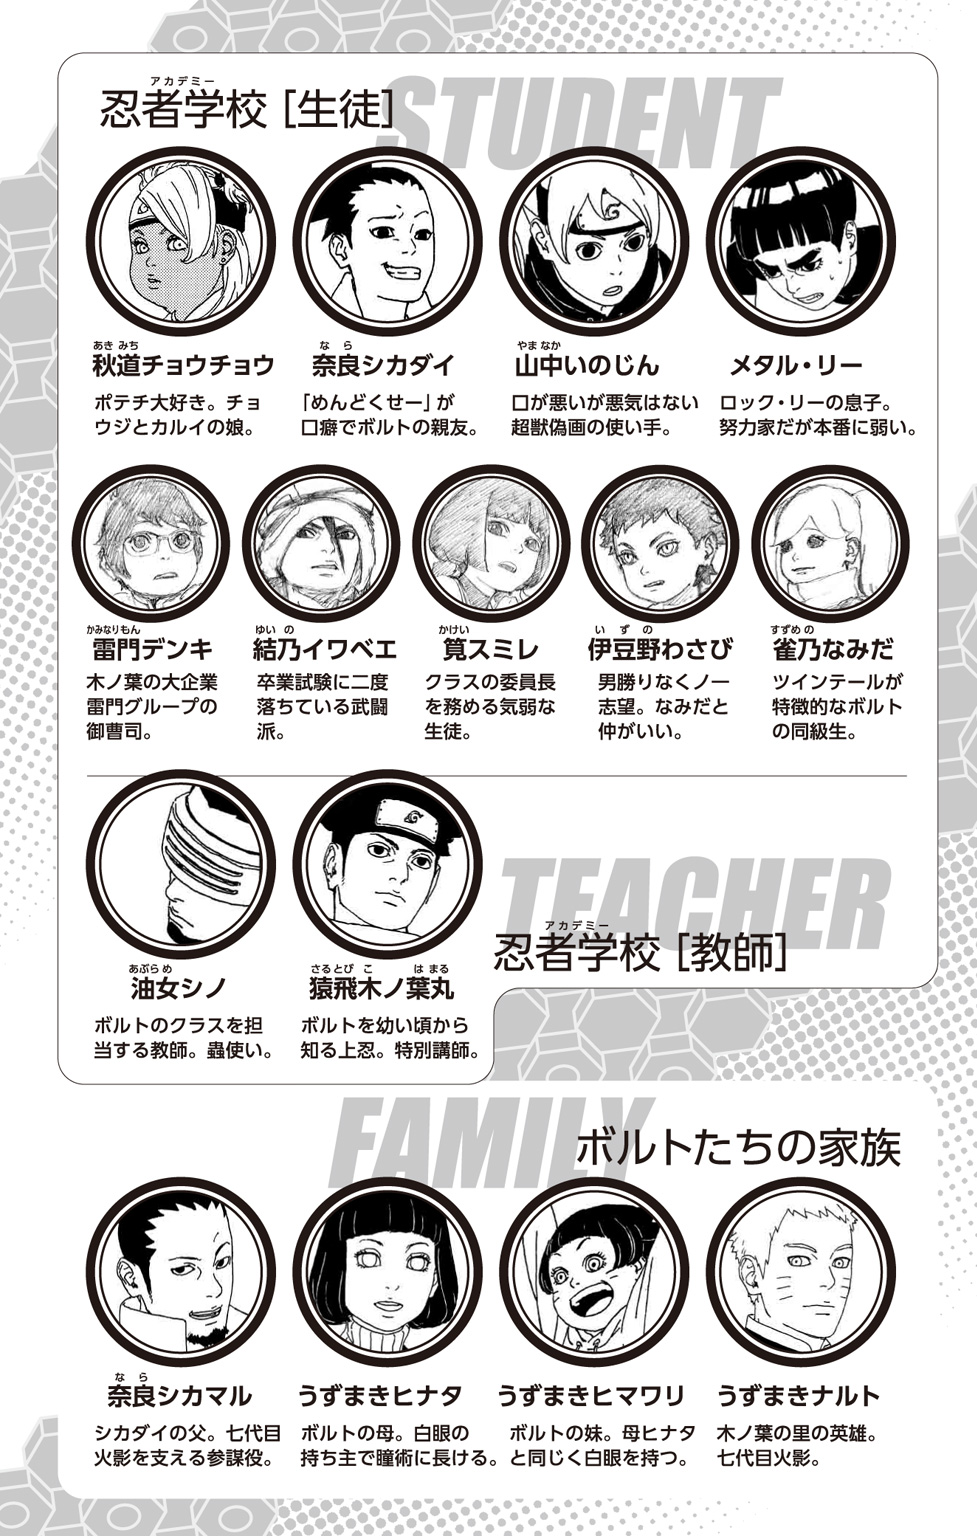 STUDENT
アカデミー
忍者学校［生徒］
あきみち
秋道チョウチョウ
ポテチ大好き。チョ
ウジとカルイの娘。
なら
奈良シカダイ
「めんどくせー」が
口癖でボルトの親友。
やまなか
山中いのじん
口が悪いが悪気はない
超獣偽画の使い手。
メタル・リー
ロック・リーの息子。
努力家だが本番に弱い。
かみなりもん
雷門デンキ
木ノ葉の大企業
雷門グループの
御曹司。
ゆいの
結乃イワベエ
卒業試験に二度
落ちている武闘
派。
かけい
筧スミレ
クラスの委員長
を務める気弱な
生徒。
いずの
伊豆野わさび
男勝りなくノ一
志望。なみだと
仲がいい。
すずめの
雀乃なみだ
ツインテールが
特徴的なボルト
の同級生。
TEACHER
アカデミー
忍者学校［教師］
あぶらめ
油女シノ
ボルトのクラスを担
当する教師。蟲使い。
さるとびこはまる
猿飛木ノ葉丸
ボルトを幼い頃から
知る上忍。特別講師。
FAMILY
ボルトたちの家族
なら
奈良シカマル
シカダイの父。七代目
火影を支える参謀役。
うずまきヒナタ
ボルトの母。白眼の
持ち主で瞳術に長ける。
うずまきヒマワリ
ボルトの妹。母ヒナタ
と同じく白眼を持つ。
うずまきナルト
木ノ葉の里の英雄。
七代目火影。